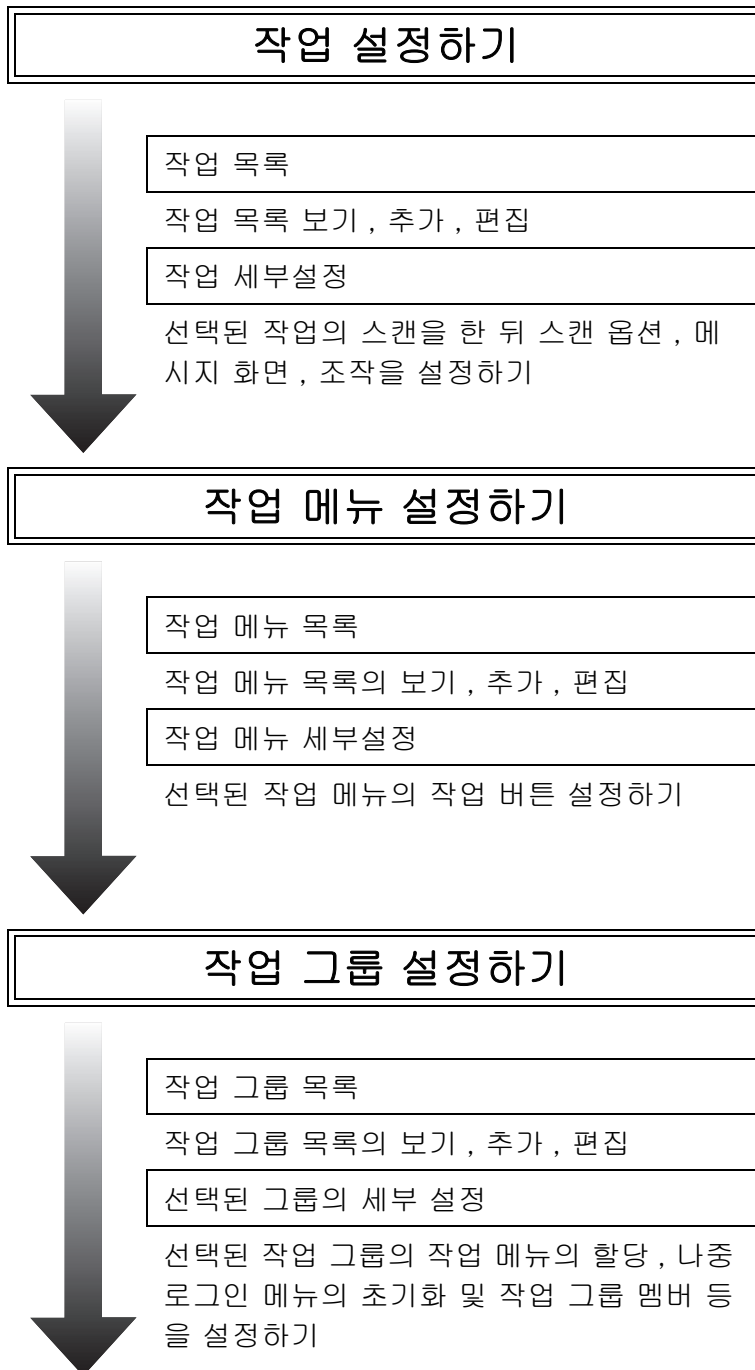 작업 설정하기
작업 목록
작업 목록 보기 , 추가 , 편집
작업 세부설정
선택된 작업의 스캔을 한 뒤 스캔 옵션 , 메
시지 화면 , 조작을 설정하기
작업 메뉴 설정하기
작업 메뉴 목록
작업 메뉴 목록의 보기 , 추가 , 편집
작업 메뉴 세부설정
선택된 작업 메뉴의 작업 버튼 설정하기
작업 그룹 설정하기
작업 그룹 목록
작업 그룹 목록의 보기 , 추가 , 편집
선택된 그룹의 세부 설정
선택된 작업 그룹의 작업 메뉴의 할당 , 나중
로그인 메뉴의 초기화 및 작업 그룹 멤버 등
을 설정하기